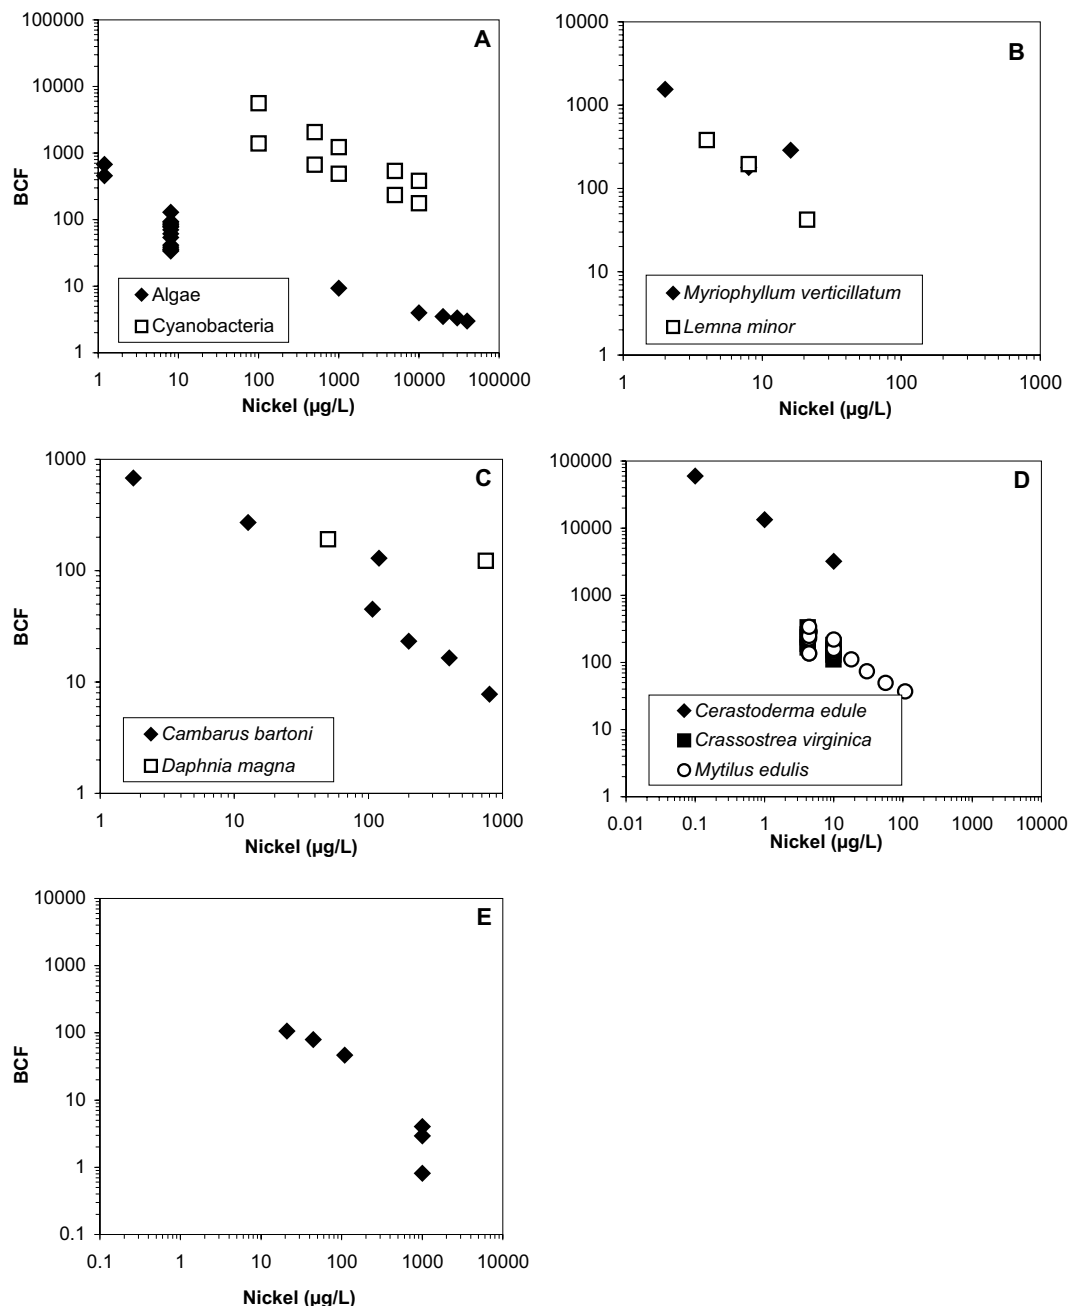 A
100000
10000
1000
100
10
1
BCF
Algae
Cyanobacteria
1 10 100 1000 10000 100000
Nickel (µg/L)
B
10000
1000
100
10
1
Myriophyllum verticillatum
Lemna minor
1 10 100 1000
Nickel (µg/L)
C
1000
100
10
1
BCF
Cambarus bartoni
Daphnia magna
1 10 100 1000
Nickel (µg/L)
D
100000
10000
1000
100
10
1
Cerastoderma edule
Crassostrea virginica
Mytilus edulis
0.01 0.1 1 10 100 1000 10000
Nickel (µg/L)
E
10000
1000
100
10
1
0.1
BCF
0.1 1 10 100 1000 10000
Nickel (µg/L)